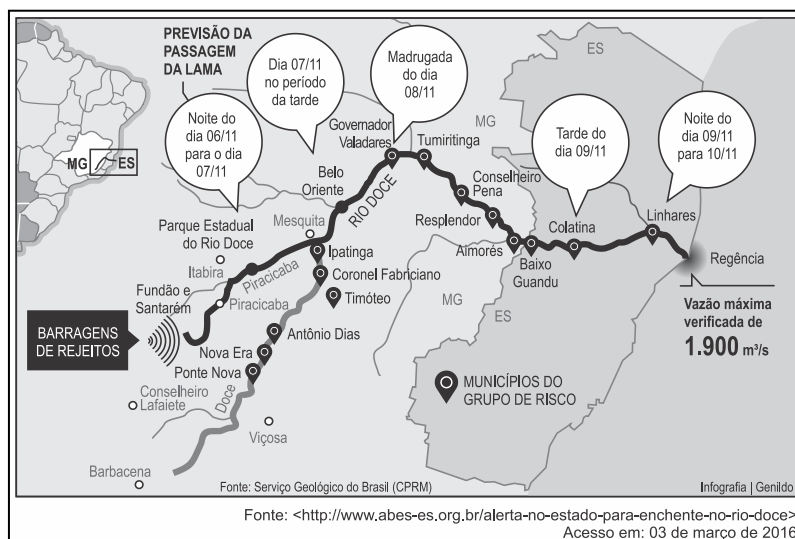 PREVISÃO DA
PASSAGEM
DA LAMA
Noite do
dia 06/11
para o dia
07/11
Dia 07/11
no período
da tarde
Madrugada
do dia
08/11
Tarde do
dia 09/11
Noite do
dia 09/11
para 10/11
MG
ES
ES
MG
MG
ES
Governador
Valadares
Tumiritinga
Belo
Oriente
RIO DOCE
Conselheiro
Pena
Resplendor
Aimorés
Baixo
Guandu
Colatina
Linhares
Regência
Mesquita
Parque Estadual
do Rio Doce
Itabira
Piracicaba
Ipatinga
Coronel Fabriciano
Timóteo
Fundão e
Santarém
Piracicaba
BARRAGENS
DE REJEITOS
Antônio Dias
Nova Era
Ponte Nova
Doce
Conselheiro
Lafaiete
Viçosa
Barbacena
Vazão máxima
verificada de
1.900 m³/s
MUNICÍPIOS DO
GRUPO DE RISCO
Fonte: Serviço Geológico do Brasil (CPRM)
Infografia | Genildo
Fonte: <http://www.abes-es.org.br/alerta-no-estado-para-enchente-no-rio-doce>
Acesso em: 03 de março de 2016